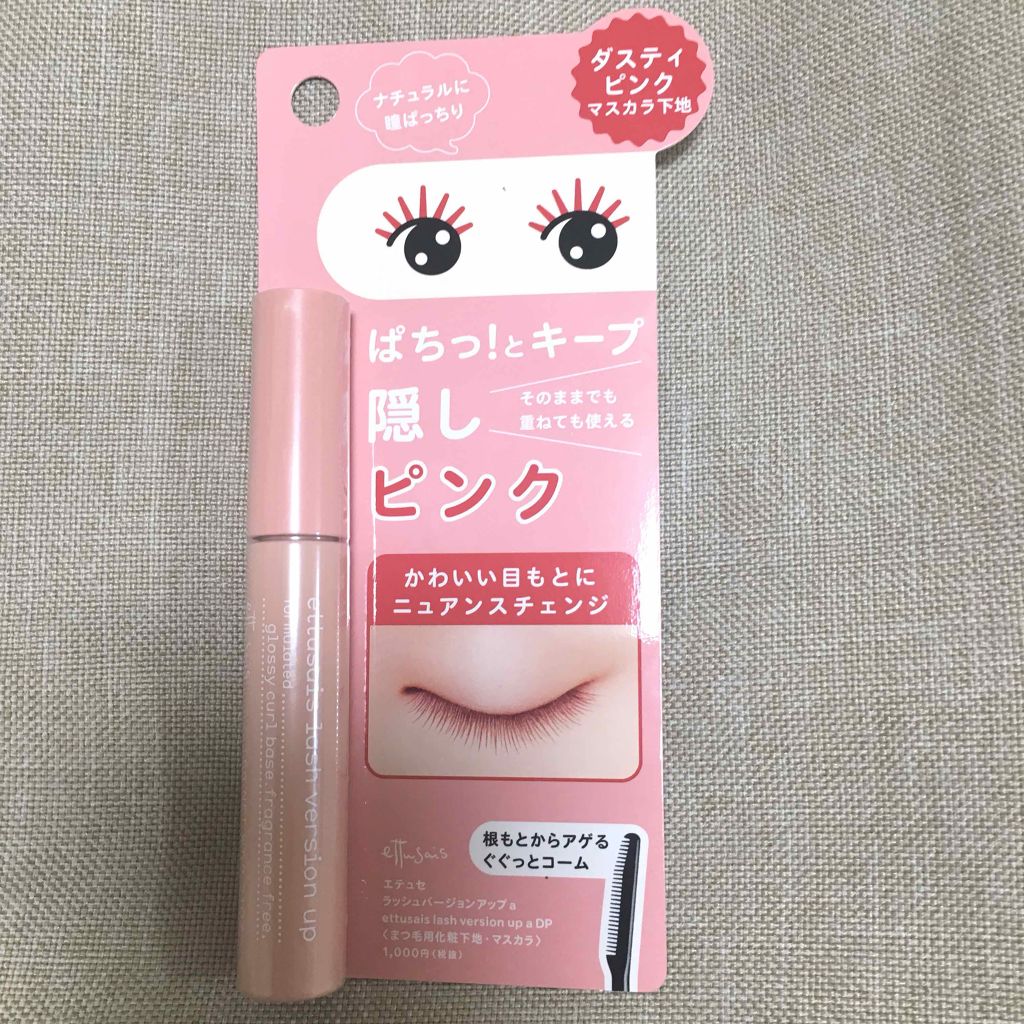 ナチュラルに
瞳ぱっちり
ダスティ
ピンク
マスカラ下地
ぱちっ!とキープ
隠し
ピンク
そのままでも
重ねても使える
かわいい目もとに
ニュアンスチェンジ
根もとからアゲる
ぐぐっとコーム
ettusais
エテュセ
ラッシュバージョンアップa
ettusais lash version up a DP
〈まつ毛用化粧下地・マスカラ〉
1,000円(税抜)
ettusais lash version up
formulated
glossy curl base.fragrance free.